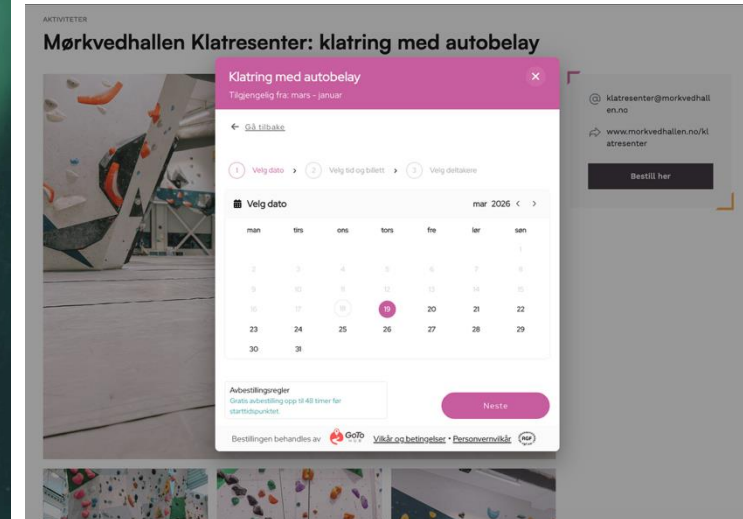 AKTIVITETER
Mørkvedhallen Klatresenter: klatring med autobelay
Klatring med autobelay
Tilgjengelig fra: mars - januar
Gå tilbake
1 Velg dato > 2 Velg tid og billett > 3 Velg deltakere
Velg dato mar 2026 < >
man tirs ons tors fre lør søn
1
2 3 4 5 6 7 8
9 10 11 12 13 14 15
16 17 18 19 20 21 22
23 24 25 26 27 28 29
30 31
Avbestillingsregler
Gratis avbestilling opp til 48 timer før
starttidspunktet.
Neste
Bestillingen behandles av GoTo HUB Vilkår og betingelser • Personvernvilkår RGF
@ klatresenter@morkvedhall
en.no
www.morkvedhallen.no/kl
atresenter
Bestill her